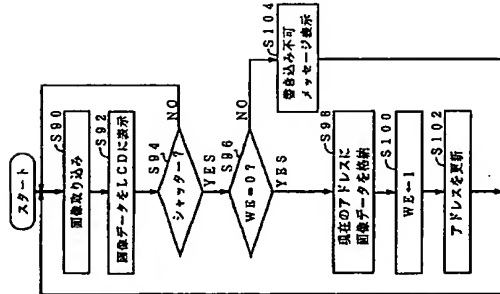 スタート
S90
画像取り込み
S92
画像データをLCDに表示
S94
シャッター?
NO
YES
S96
WE=0?
NO
YES
S104
書き込み不可
メッセージ表示
S98
現在のアドレスに
画像データを格納
S100
WE←1
S102
アドレスを更新